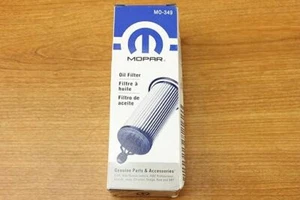 MO-349
MOPAR
Oil Filter
Filtre à
huile
Filtro de
aceite
Genuine Parts & Accessories